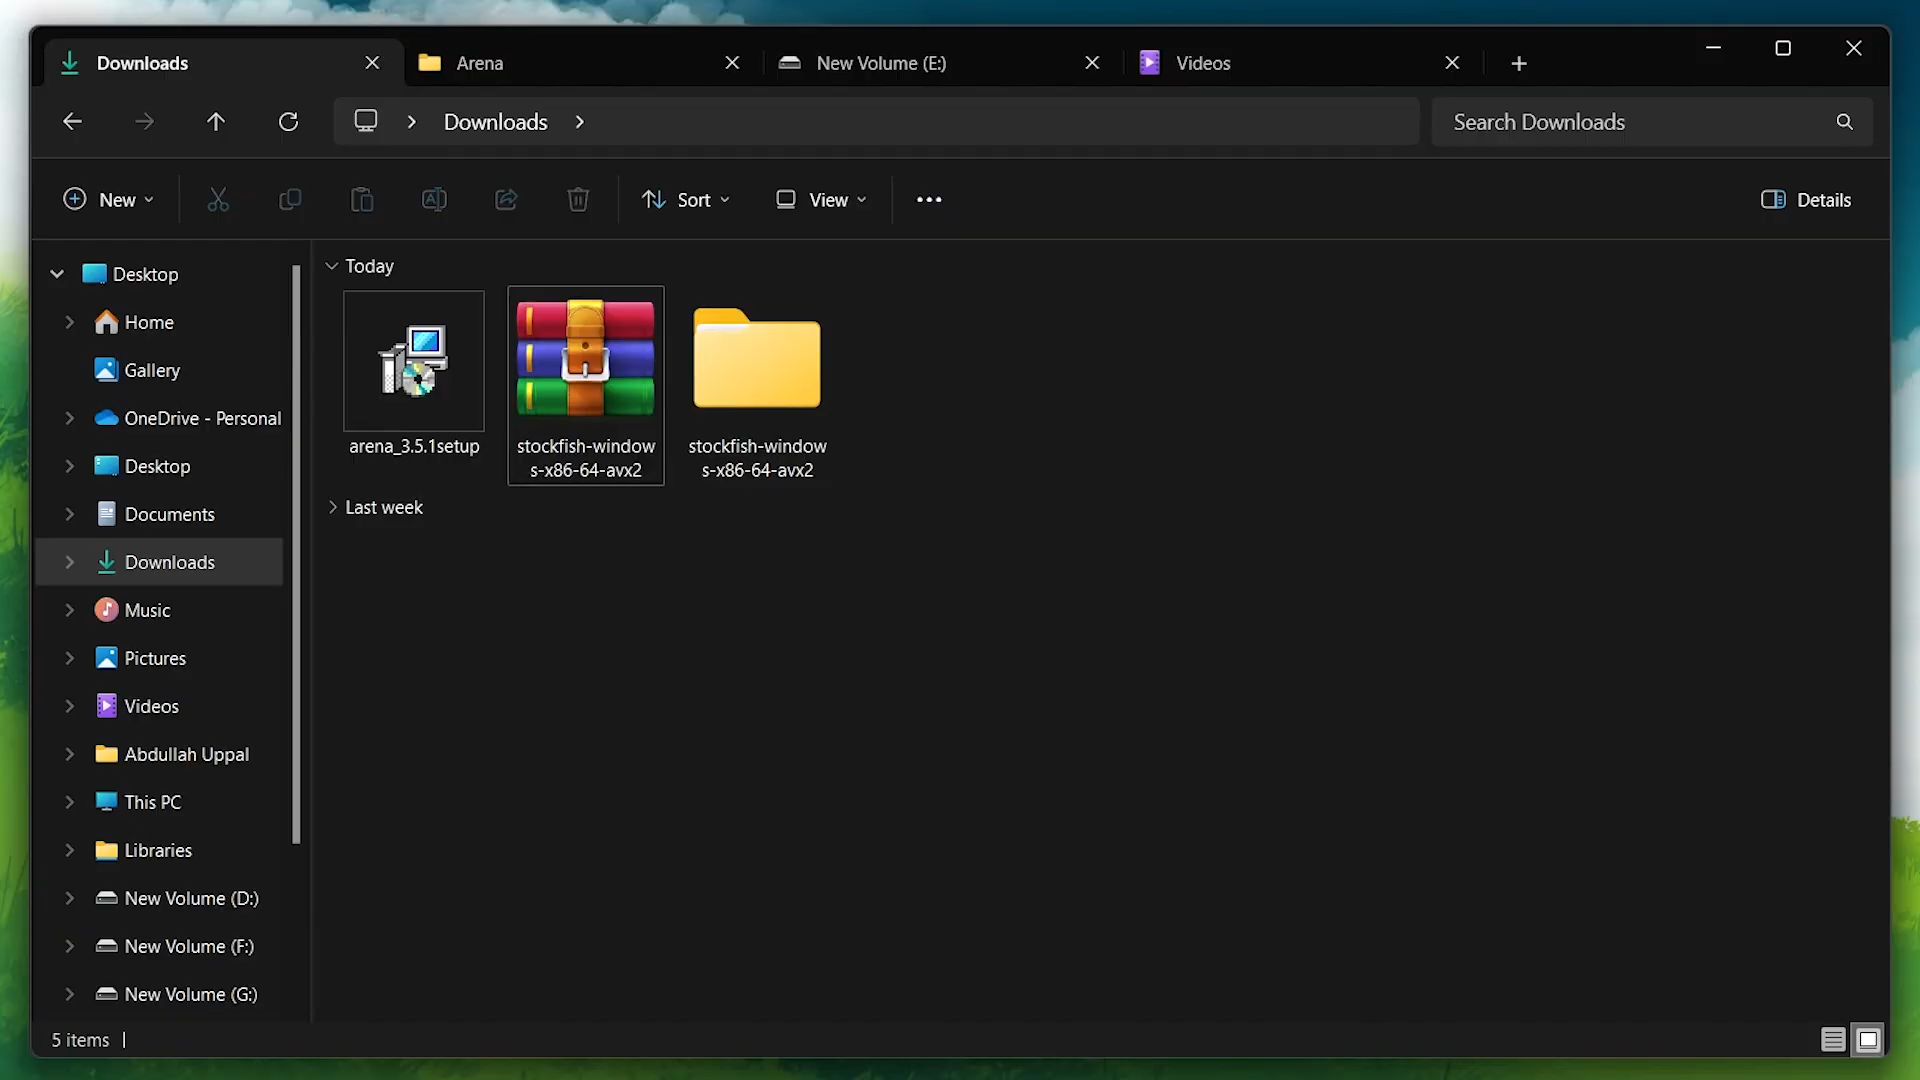 Downloads
Arena
New Volume (E:)
Videos
Downloads
Search Downloads
New
Sort
View
Details
Desktop
Home
Gallery
OneDrive - Personal
Desktop
Documents
Downloads
Music
Pictures
Videos
Abdullah Uppal
This PC
Libraries
New Volume (D:)
New Volume (F:)
New Volume (G:)
Today
arena_3.5.1setup
stockfish-window
s-x86-64-avx2
stockfish-window
s-x86-64-avx2
Last week
5 items